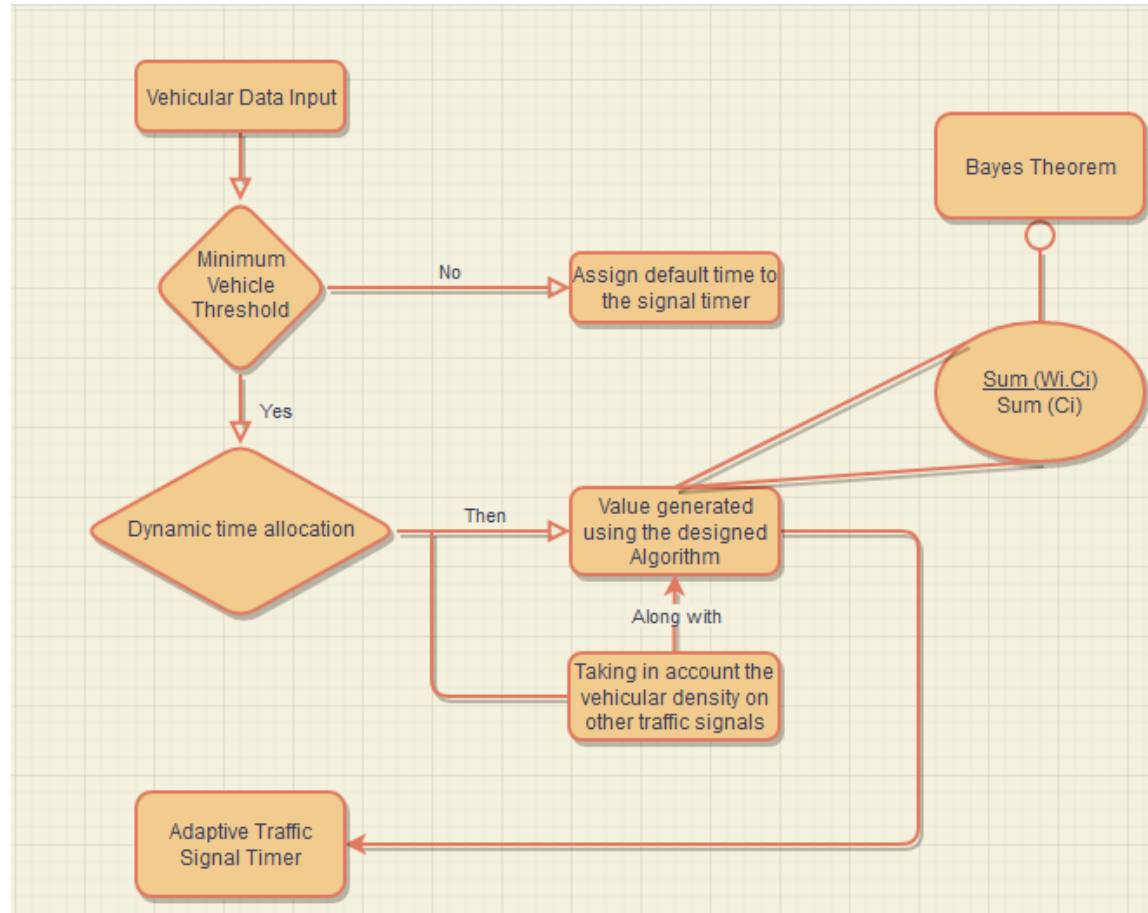 Vehicular Data Input
Bayes Theorem
Minimum
Vehicle
Threshold
No
Assign default time to
the signal timer
Yes
Sum (Wi.Ci)
Sum (Ci)
Dynamic time allocation
Then
Value generated
using the designed
Algorithm
Along with
Taking in account the
vehicular density on
other traffic signals
Adaptive Traffic
Signal Timer